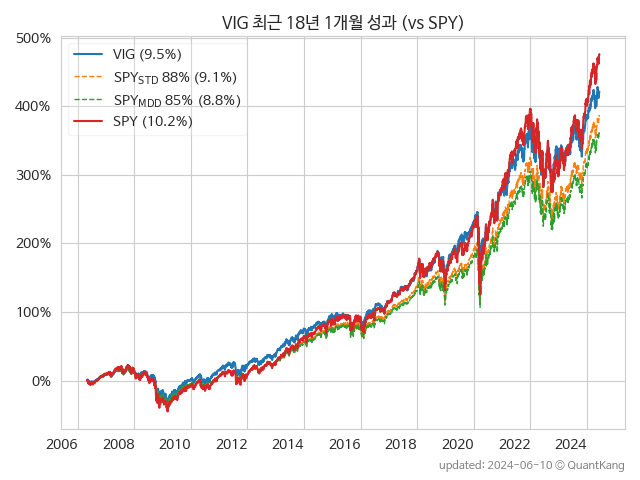 VIG 최근 18년 1개월 성과 (vs SPY)
500%
400%
300%
200%
100%
0%
VIG (9.5%)
SPY_STD 88% (9.1%)
SPY_MDD 85% (8.8%)
SPY (10.2%)
2006 2008 2010 2012 2014 2016 2018 2020 2022 2024
updated: 2024-06-10 © QuantKang